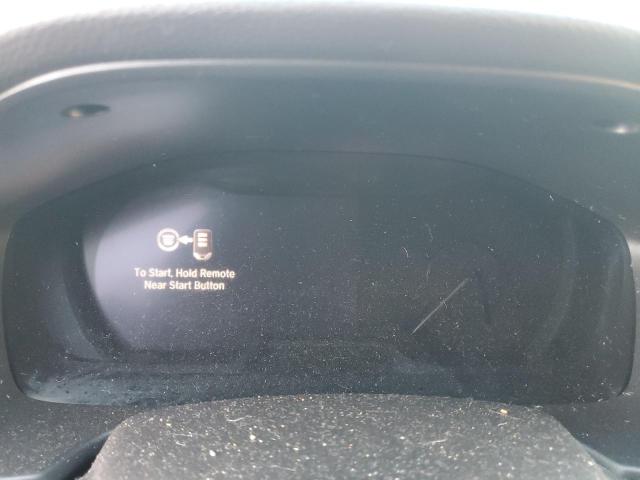 To Start, Hold Remote
Near Start Button